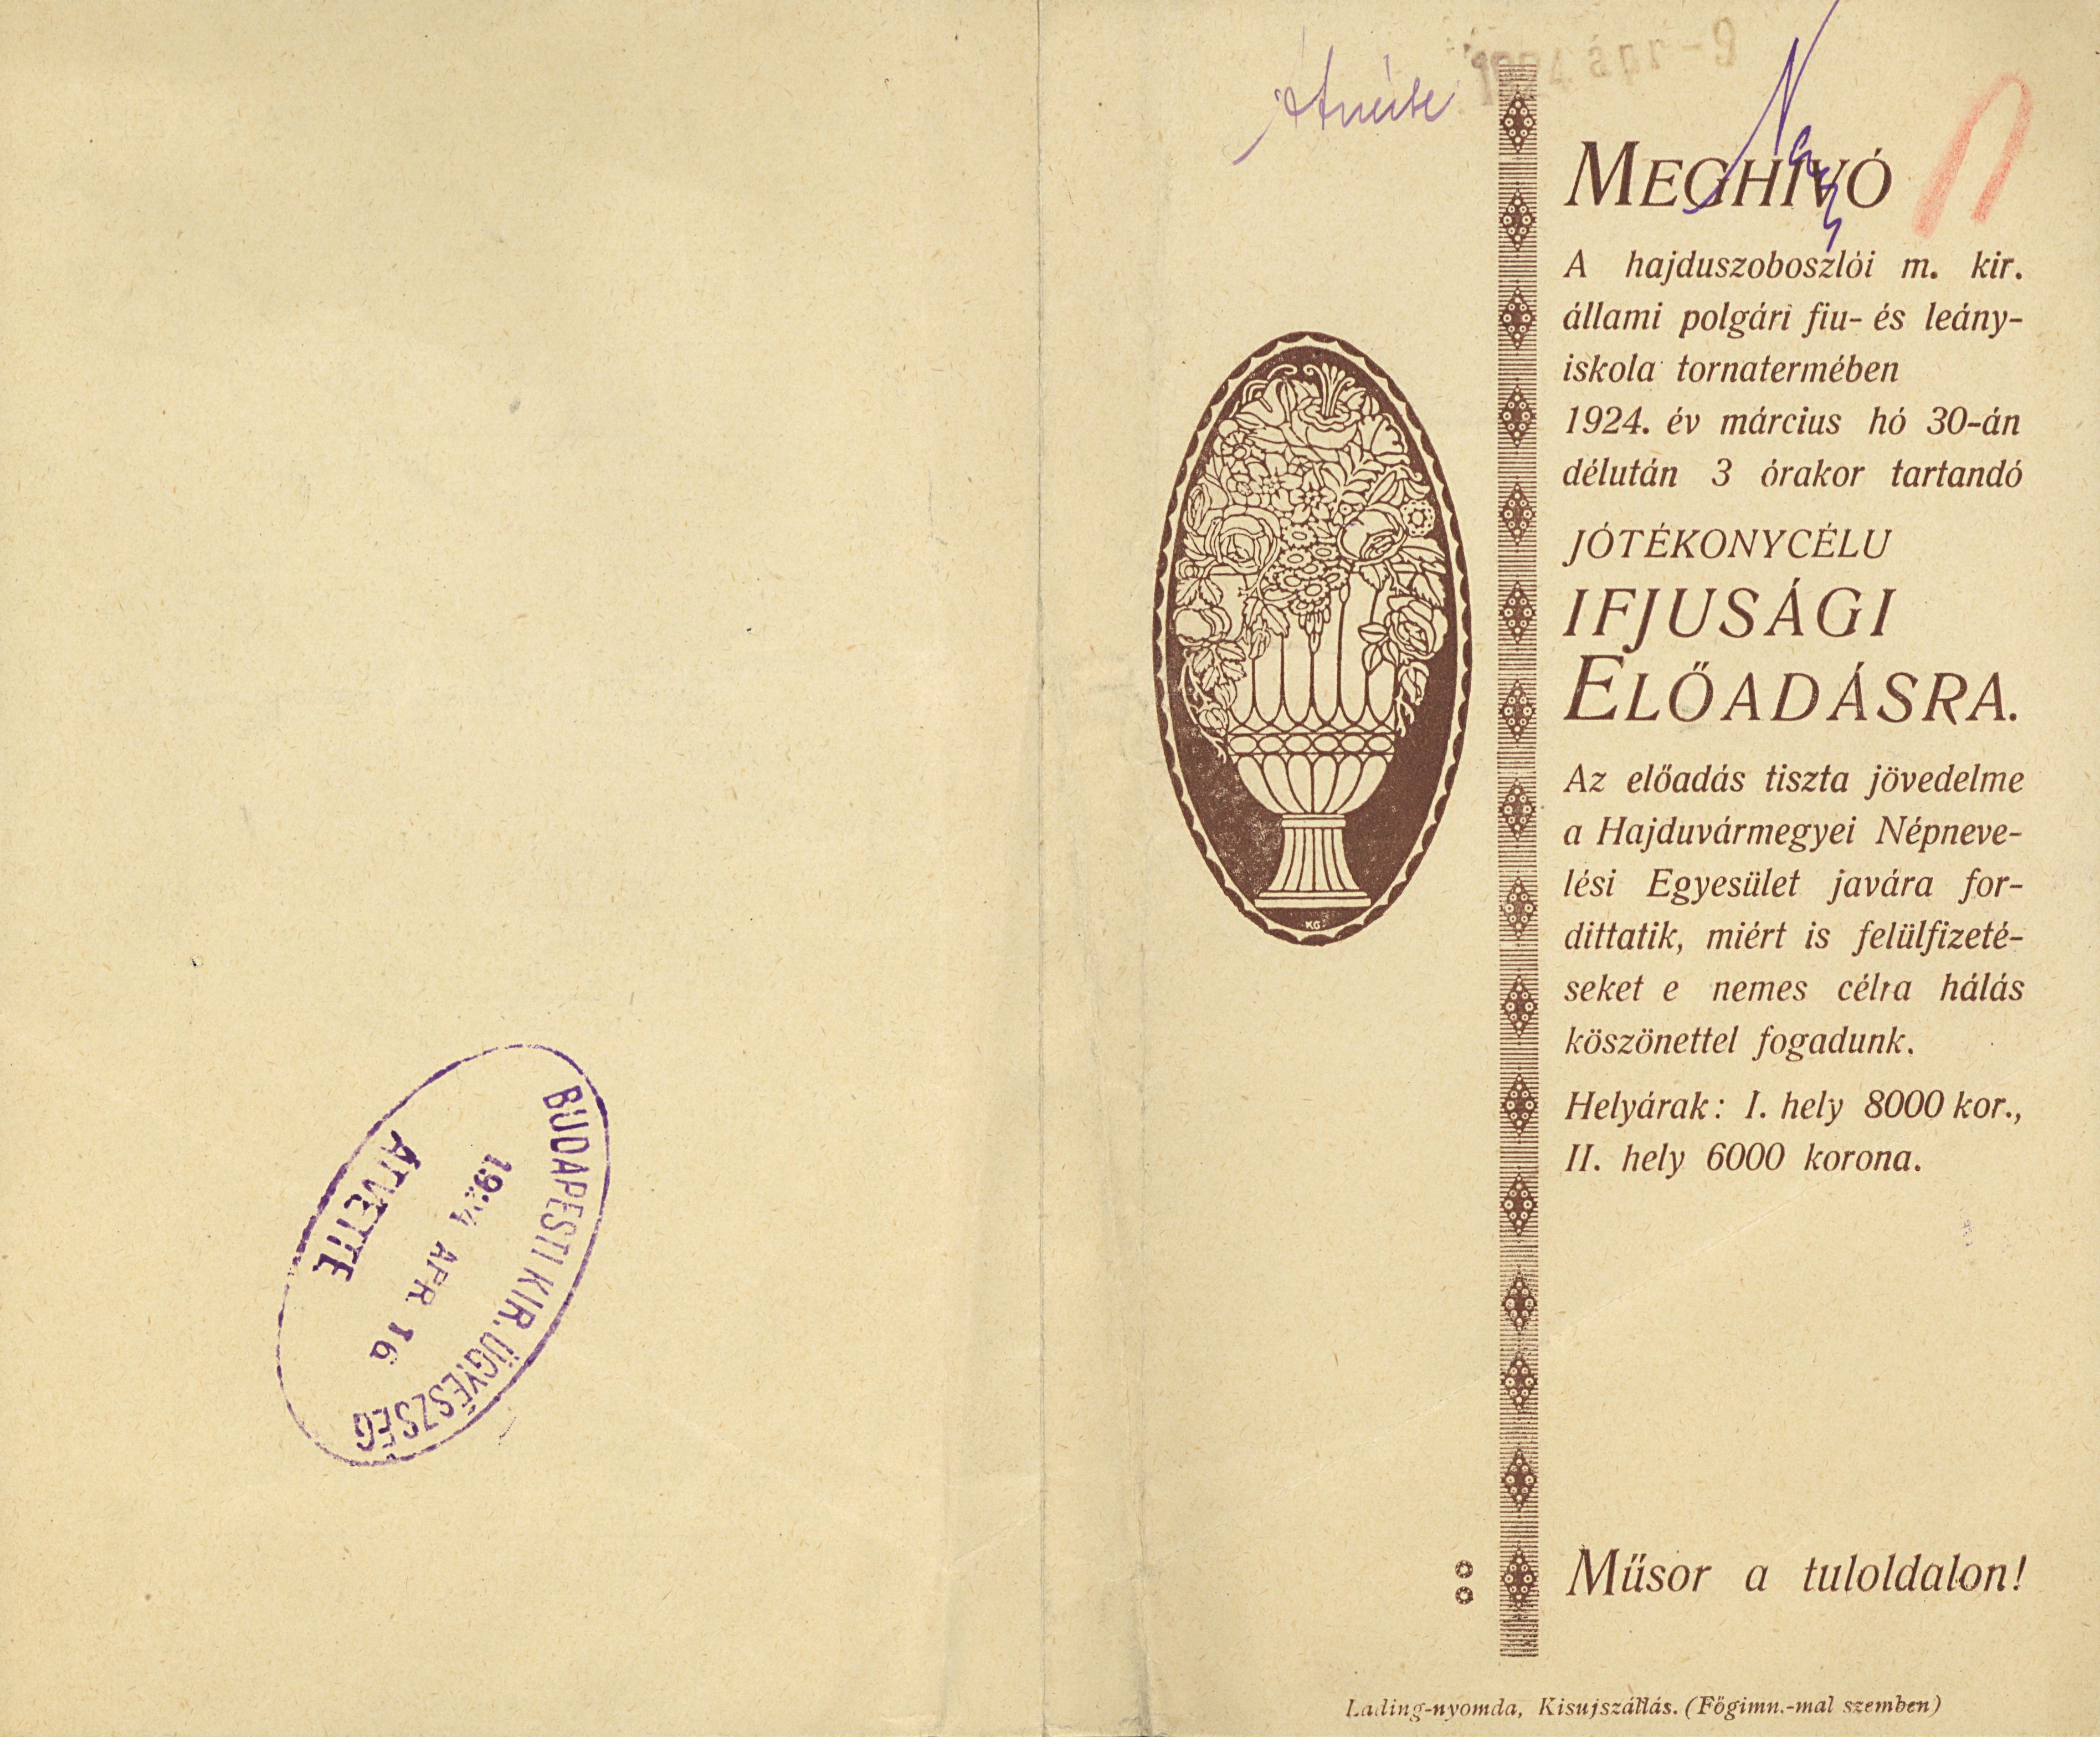 BUDAPESTI KIR. ÜGYÉSZSÉG
1924 APR 16
ÁTVETTE
MEGHIVÓ
A hajduszoboszlói m. kir.
állami polgári fiu- és leány-
iskola tornatermében
1924. év március hó 30-án
délután 3 órakor tartandó
JÓTÉKONYCÉLU
IFJUSÁGI
ELŐADÁSRA.
Az előadás tiszta jövedelme
a Hajduvármegyei Népneve-
lési Egyesület javára for-
dittatik, miért is felülfizeté-
seket e nemes célra hálás
köszönettel fogadunk.
Helyárak: I. hely 8000 kor.,
II. hely 6000 korona.
Műsor a tuloldalon!
KG
Lading-nyomda, Kisujszállás. (Főgimn.-mal szemben)